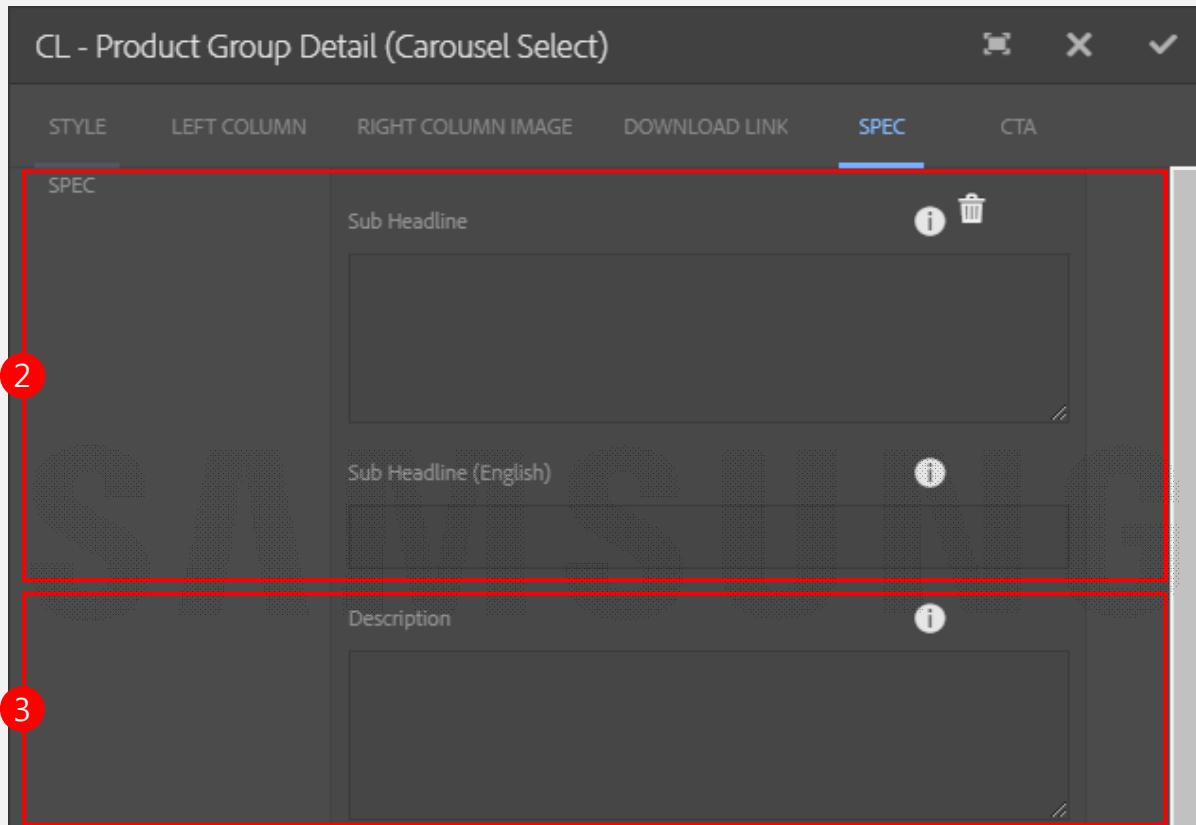 CL - Product Group Detail (Carousel Select)
STYLE LEFT COLUMN RIGHT COLUMN IMAGE DOWNLOAD LINK SPEC CTA
SPEC
Sub Headline
2
Sub Headline (English)
SAMSUNG
Description
3